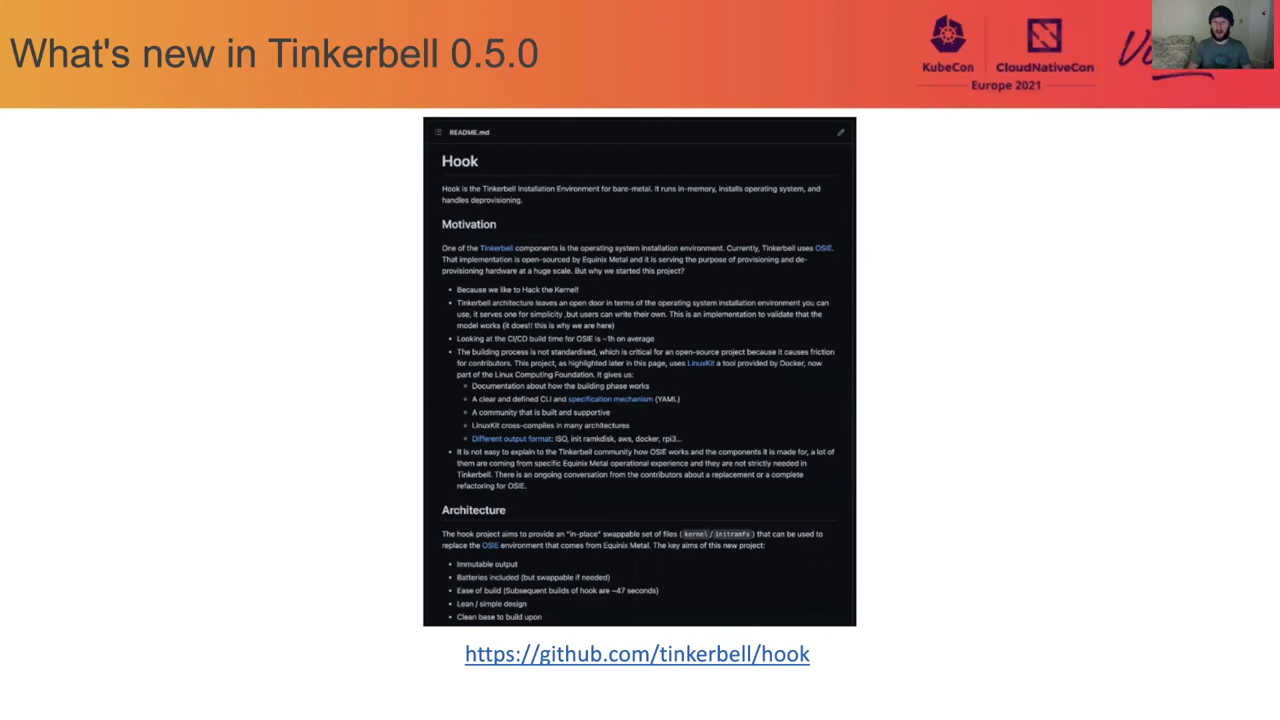 What's new in Tinkerbell 0.5.0
KubeCon
CloudNativeCon
Europe 2021
README.md
Hook
Hook is the Tinkerbell Installation Environment for bare-metal. It runs in-memory, installs operating system, and
handles deprovisioning.
Motivation
One of the Tinkerbell components is the operating system installation environment. Currently, Tinkerbell uses OSIE.
That implementation is open-sourced by Equinix Metal and it is serving the purpose of provisioning and de-
provisioning hardware at a huge scale. But why we started this project?
• Because we like to Hack the Kernel!
• Tinkerbell architecture leaves an open door in terms of the operating system installation environment you can
use, it serves one for simplicity ,but users can write their own. This is an implementation to validate that the
model works (it does!! this is why we are here)
• Looking at the CI/CD build time for OSIE is ~1h on average
• The building process is not standardised, which is critical for an open-source project because it causes friction
for contributors. This project, as highlighted later in this page, uses LinuxKit a tool provided by Docker, now
part of the Linux Computing Foundation. It gives us:
Documentation about how the building phase works
A clear and defined CLI and specification mechanism (YAML)
A community that is built and supportive
LinuxKit cross-compiles in many architectures
Different output format: ISO, init ramkdisk, aws, docker, rpi3...
• It is not easy to explain to the Tinkerbell community how OSIE works and the components it is made for, a lot of
them are coming from specific Equinix Metal operational experience and they are not strictly needed in
Tinkerbell. There is an ongoing conversation from the contributors about a replacement or a complete
refactoring for OSIE.
Architecture
The hook project aims to provide an "in-place" swappable set of files (kernel/initramfs) that can be used to
replace the OSIE environment that comes from Equinix Metal. The key aims of this new project:
• Immutable output
• Batteries included (but swappable if needed)
• Ease of build (Subsequent builds of hook are ~47 seconds)
• Lean / simple design
• Clean base to build upon
https://github.com/tinkerbell/hook